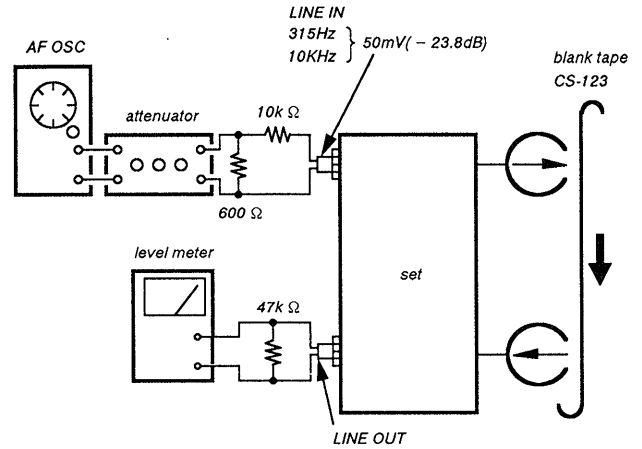 LINE IN
315Hz
10KHz
50mV(−23.8dB)
AF OSC
blank tape
CS-123
attenuator
10k Ω
600 Ω
level meter
set
47k Ω
LINE OUT